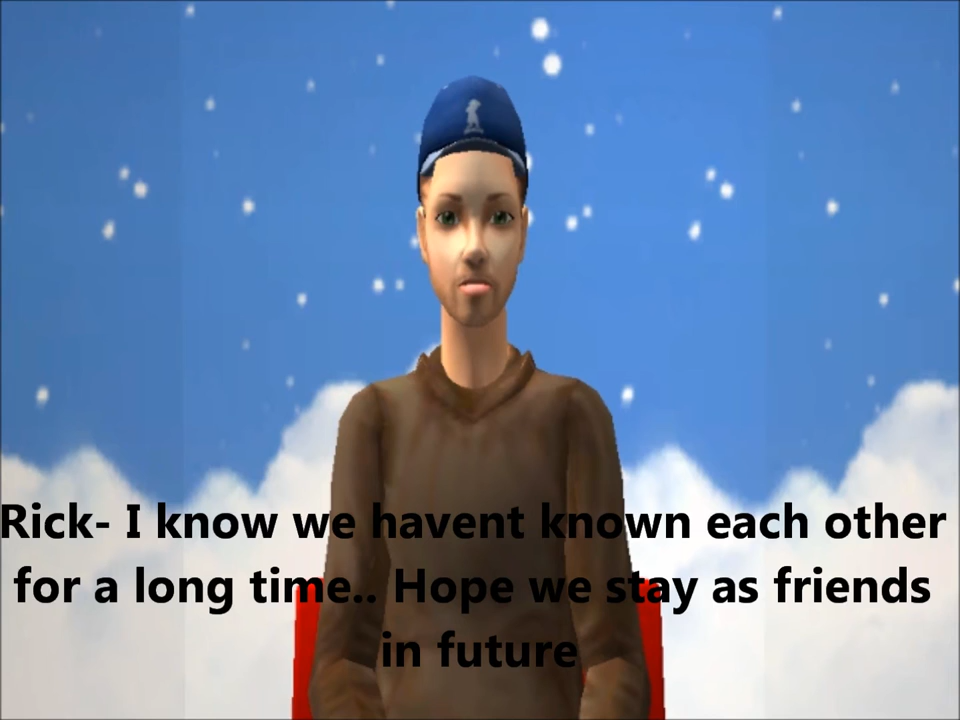 Rick- I know we havent known each other
for a long time.. Hope we stay as friends
in future